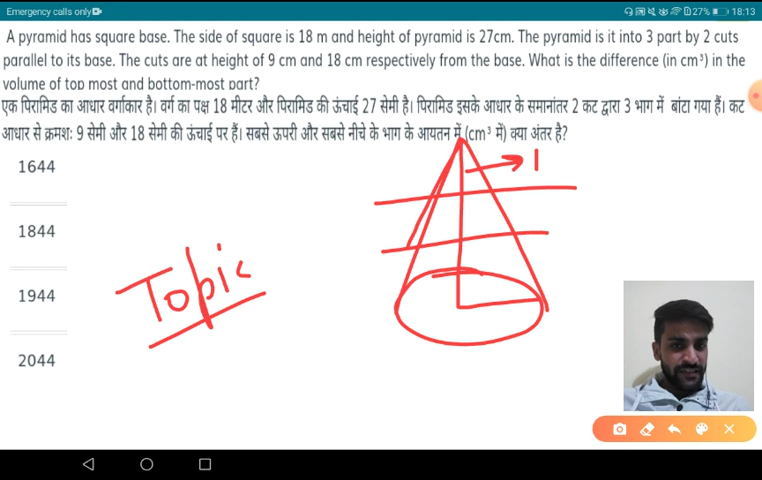 Emergency calls only
27% 18:13
A pyramid has square base. The side of square is 18 m and height of pyramid is 27cm. The pyramid is it into 3 part by 2 cuts
parallel to its base. The cuts are at height of 9 cm and 18 cm respectively from the base. What is the difference (in cm³) in the
volume of top most and bottom-most part?
एक पिरामिड का आधार वर्गाकार है। वर्ग का पक्ष 18 मीटर और पिरामिड की ऊंचाई 27 सेमी है। पिरामिड इसके आधार के समानांतर 2 कट द्वारा 3 भाग में बांटा गया हैं। कट
आधार से क्रमश: 9 सेमी और 18 सेमी की ऊंचाई पर हैं। सबसे ऊपरी और सबसे नीचे के भाग के आयतन में (cm³ में) क्या अंतर है?
1644
1
1844
Topic
1944
2044